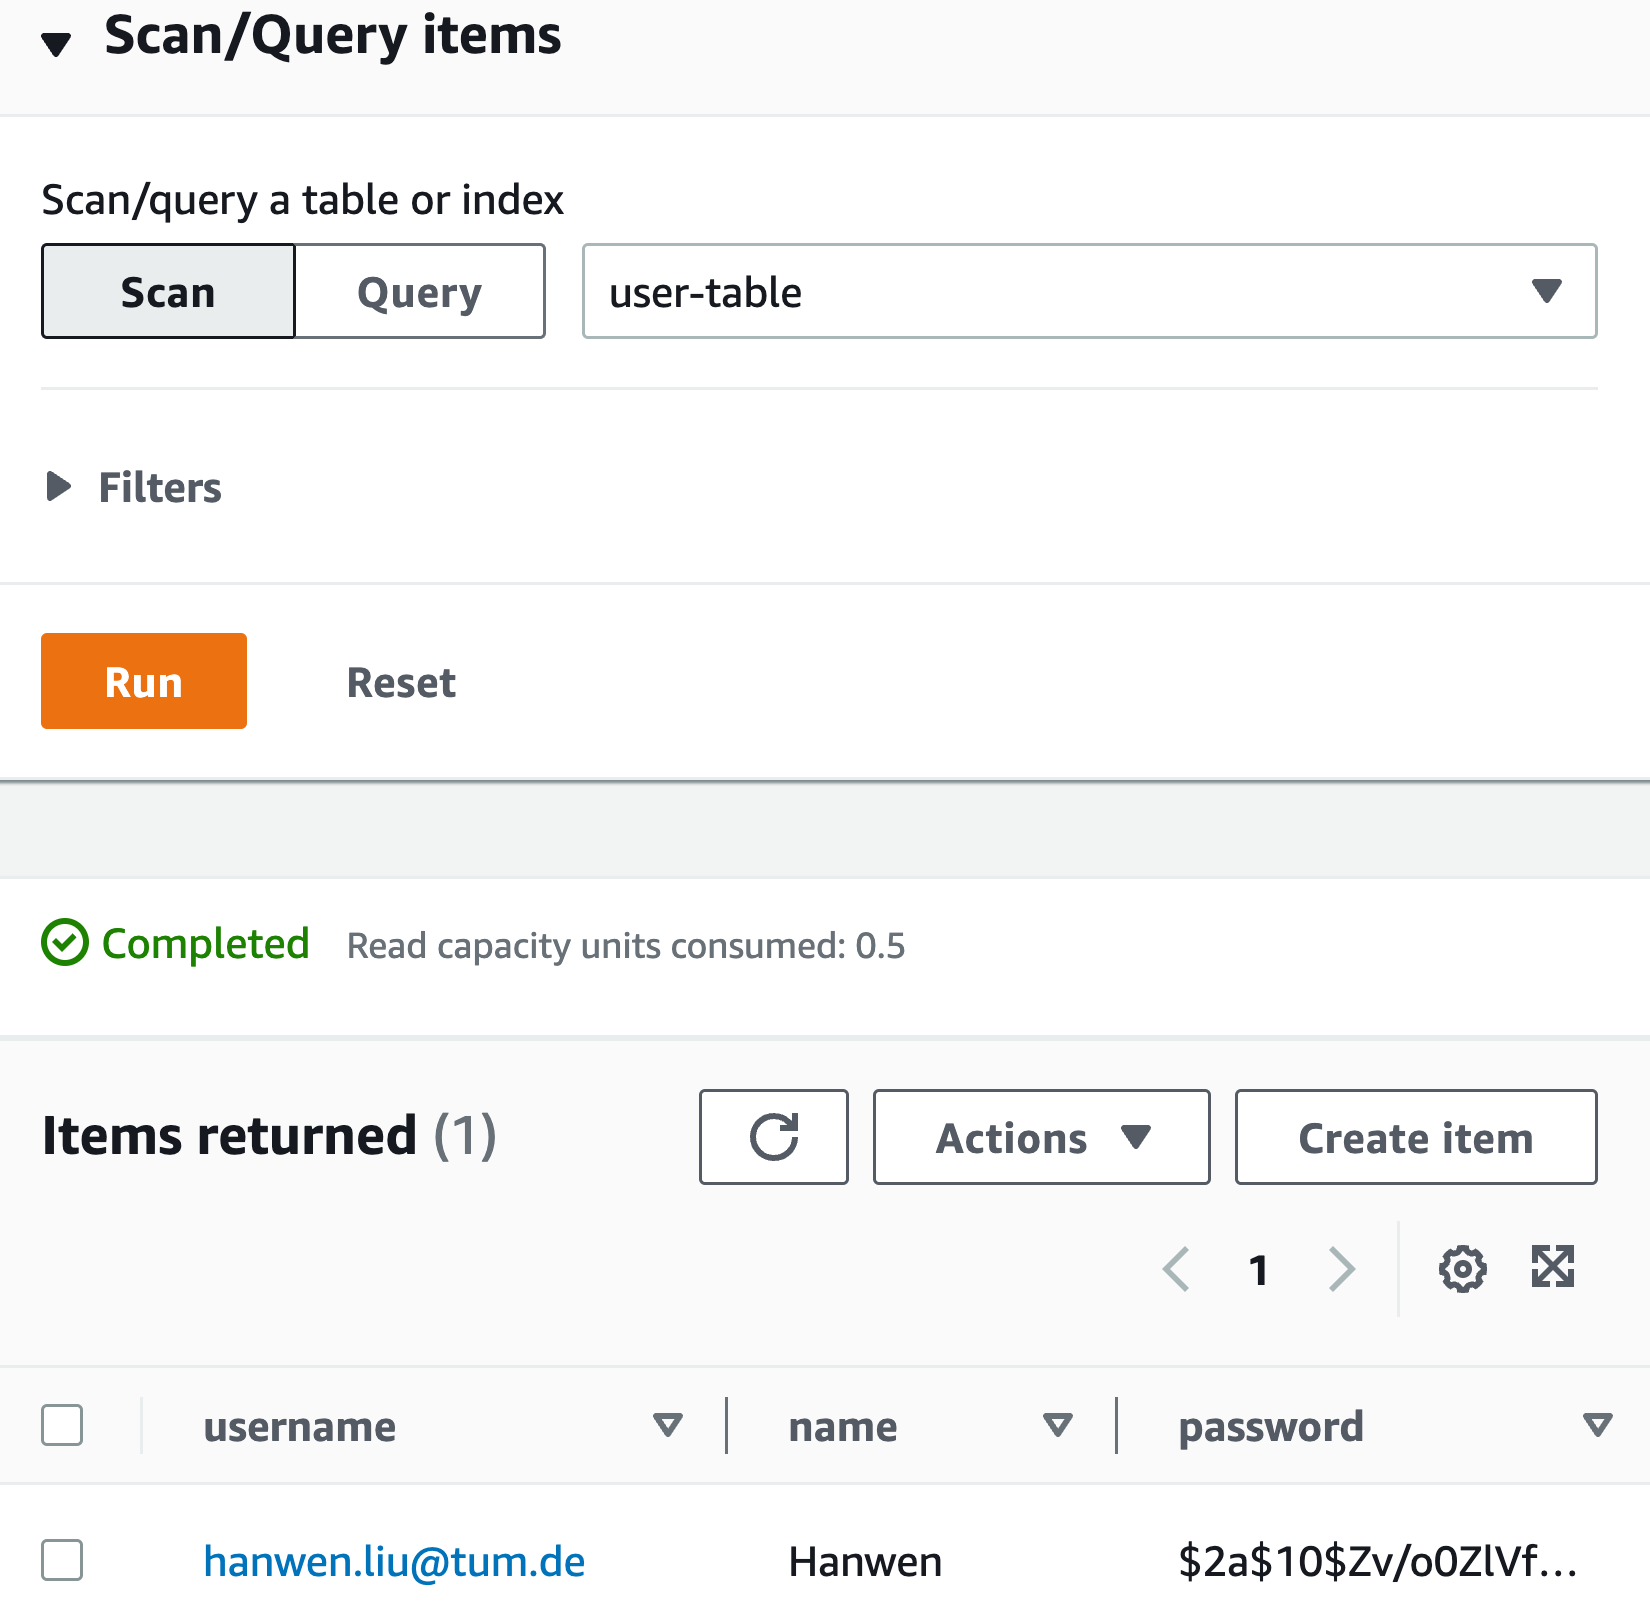 Scan/Query items
Scan/query a table or index
Scan Query user-table
Filters
Run Reset
Completed Read capacity units consumed: 0.5
Items returned (1) Actions Create item
1
username name password
hanwen.liu@tum.de Hanwen $2a$10$Zv/o0ZlVf...